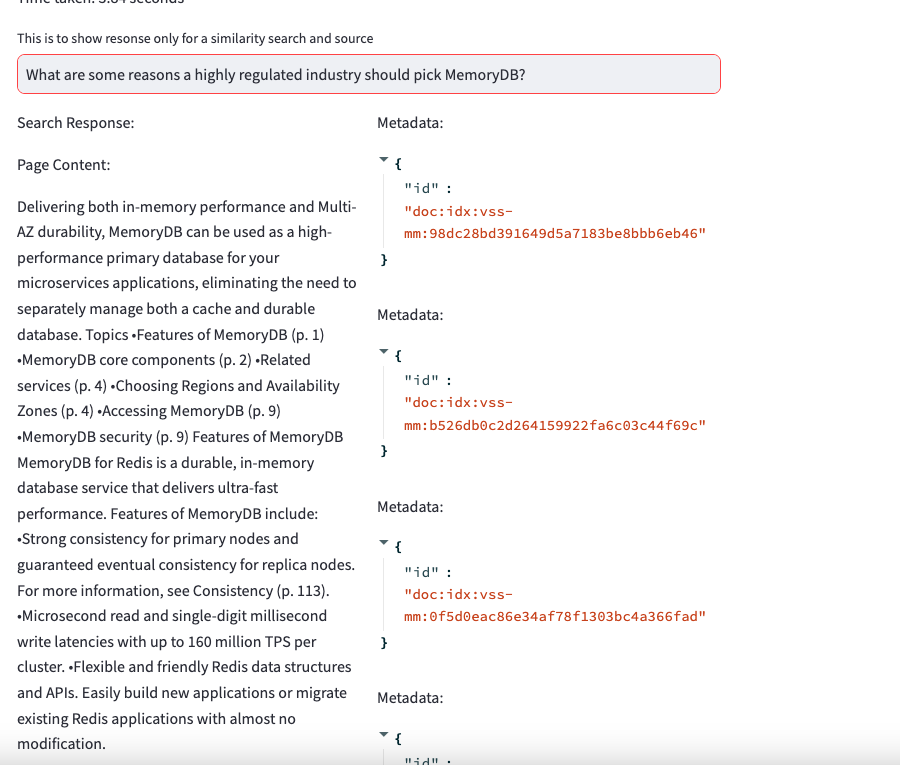 Time taken: 3.84 seconds
This is to show resonse only for a similarity search and source
What are some reasons a highly regulated industry should pick MemoryDB?
Search Response:
Page Content:
Delivering both in-memory performance and Multi-
AZ durability, MemoryDB can be used as a high-
performance primary database for your
microservices applications, eliminating the need to
separately manage both a cache and durable
database. Topics •Features of MemoryDB (p. 1)
•MemoryDB core components (p. 2) •Related
services (p. 4) •Choosing Regions and Availability
Zones (p. 4) •Accessing MemoryDB (p. 9)
•MemoryDB security (p. 9) Features of MemoryDB
MemoryDB for Redis is a durable, in-memory
database service that delivers ultra-fast
performance. Features of MemoryDB include:
•Strong consistency for primary nodes and
guaranteed eventual consistency for replica nodes.
For more information, see Consistency (p. 113).
•Microsecond read and single-digit millisecond
write latencies with up to 160 million TPS per
cluster. •Flexible and friendly Redis data structures
and APIs. Easily build new applications or migrate
existing Redis applications with almost no
modification.
Metadata:
{
"id" :
"doc:idx:vss-
mm:98dc28bd391649d5a7183be8bbb6eb46"
}
Metadata:
{
"id" :
"doc:idx:vss-
mm:b526db0c2d264159922fa6c03c44f69c"
}
Metadata:
{
"id" :
"doc:idx:vss-
mm:0f5d0eac86e34af78f1303bc4a366fad"
}
Metadata:
{
"id" :